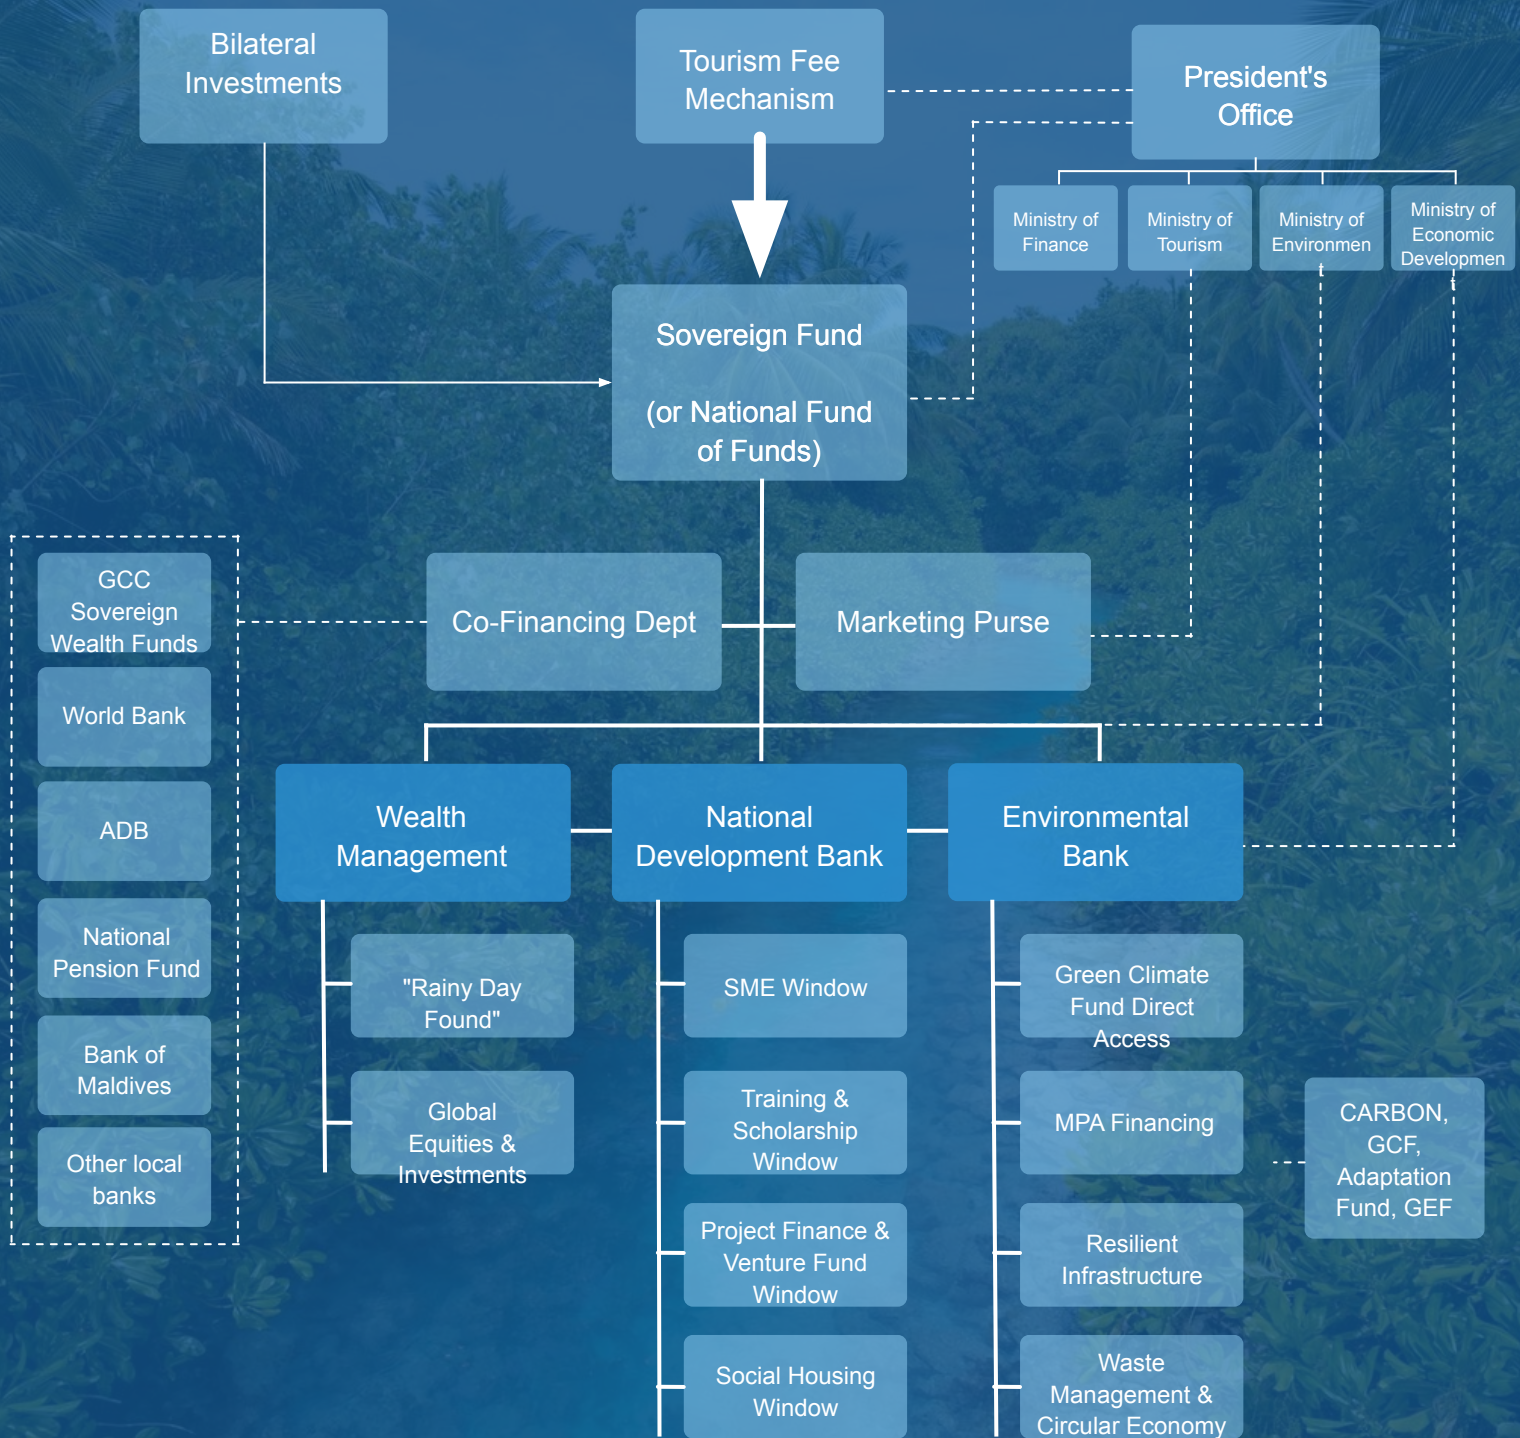 Bilateral
Investments
Tourism Fee
Mechanism
President's
Office
Ministry of
Finance
Ministry of
Tourism
Ministry of
Environmen
t
Ministry of
Economic
Developmen
t
Sovereign Fund
(or National Fund
of Funds)
GCC
Sovereign
Wealth Funds
World Bank
ADB
National
Pension Fund
Bank of
Maldives
Other local
banks
Co-Financing Dept
Marketing Purse
Wealth
Management
National
Development Bank
Environmental
Bank
"Rainy Day
Found"
Global
Equities &
Investments
SME Window
Training &
Scholarship
Window
Project Finance &
Venture Fund
Window
Social Housing
Window
Green Climate
Fund Direct
Access
MPA Financing
Resilient
Infrastructure
Waste
Management &
Circular Economy
CARBON,
GCF,
Adaptation
Fund, GEF